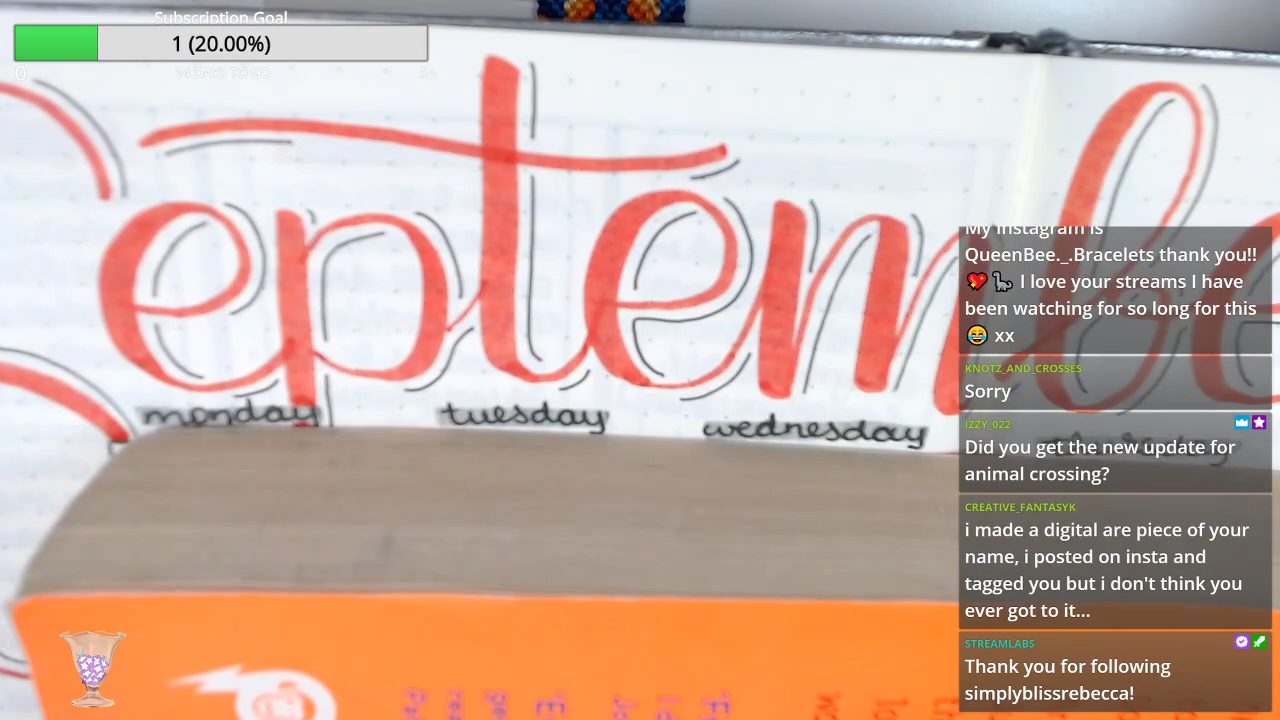 Subscription Goal
1 (20.00%)
0
14 DAYS TO GO
5
eptembe
monday
tuesday
wednesday
thursday
My Instagram is
QueenBee._.Bracelets thank you!!
💖🦕 I love your streams I have
been watching for so long for this
😂 xx
KNOTZ_AND_CROSSES
Sorry
IZZY_022
Did you get the new update for
animal crossing?
CREATIVE_FANTASYK
i made a digital are piece of your
name, i posted on insta and
tagged you but i don't think you
ever got to it...
STREAMLABS
Thank you for following
simplyblissrebecca!